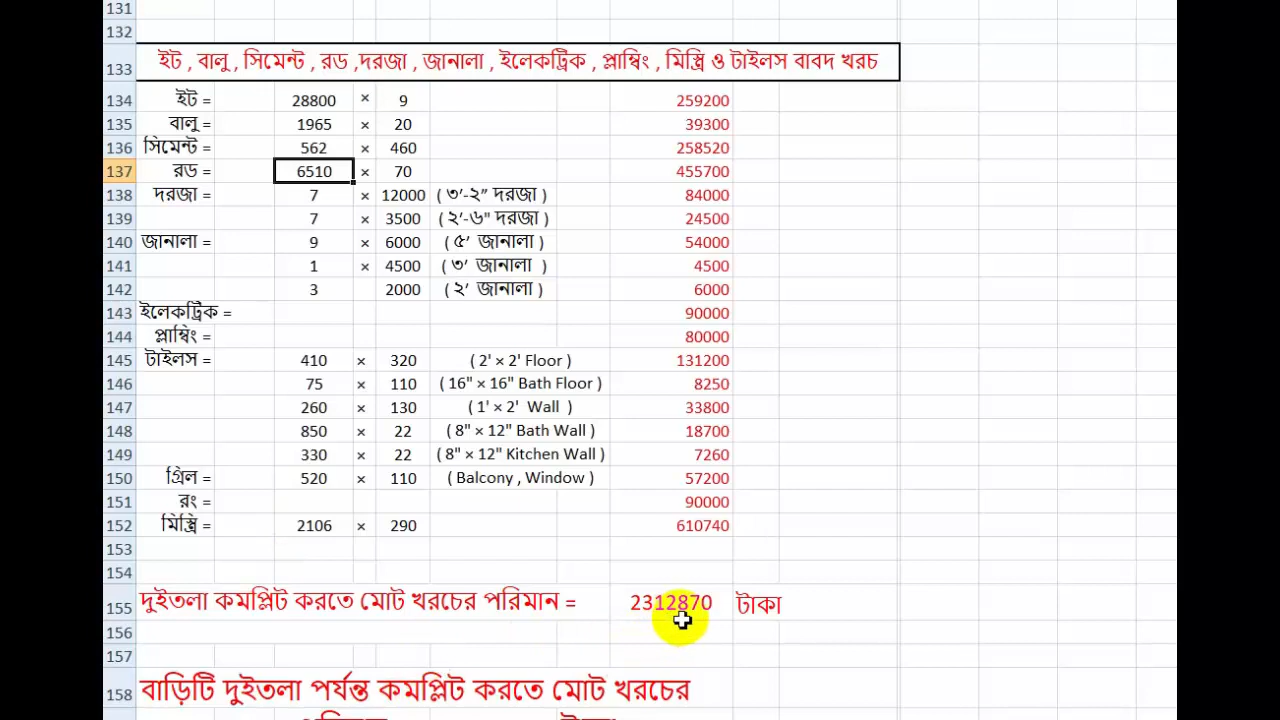 131
132
133 ইট , বালু , সিমেন্ট , রড ,দরজা , জানালা , ইলেকট্রিক , প্লাম্বিং , মিস্ত্রি ও টাইলস বাবদ খরচ
134 ইট = 28800 × 9 259200
135 বালু = 1965 × 20 39300
136 সিমেন্ট = 562 × 460 258520
137 রড = 6510 × 70 455700
138 দরজা = 7 × 12000 ( ৩'-২" দরজা ) 84000
139 7 × 3500 ( ২'-৬" দরজা ) 24500
140 জানালা = 9 × 6000 ( ৫' জানালা ) 54000
141 1 × 4500 ( ৩' জানালা ) 4500
142 3 2000 ( ২' জানালা ) 6000
143 ইলেকট্রিক = 90000
144 প্লাম্বিং = 80000
145 টাইলস = 410 × 320 ( 2' × 2' Floor ) 131200
146 75 × 110 ( 16" × 16" Bath Floor ) 8250
147 260 × 130 ( 1' × 2' Wall ) 33800
148 850 × 22 ( 8" × 12" Bath Wall ) 18700
149 330 × 22 ( 8" × 12" Kitchen Wall ) 7260
150 গ্রিল = 520 × 110 ( Balcony , Window ) 57200
151 রং = 90000
152 মিস্ত্রি = 2106 × 290 610740
153
154
155 দুইতলা কমপ্লিট করতে মোট খরচের পরিমান = 2312870 টাকা
156
157
158 বাড়িটি দুইতলা পর্যন্ত কমপ্লিট করতে মোট খরচের